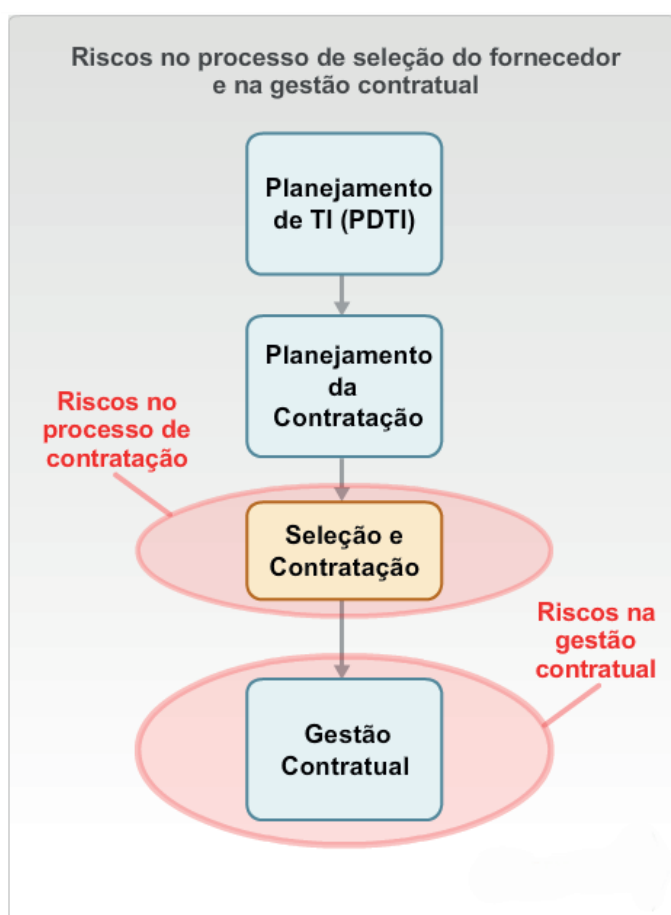 Riscos no processo de seleção do fornecedor
e na gestão contratual
Planejamento
de TI (PDTI)
Planejamento
da
Contratação
Riscos no
processo de
contratação
Seleção e
Contratação
Riscos na
gestão
contratual
Gestão
Contratual